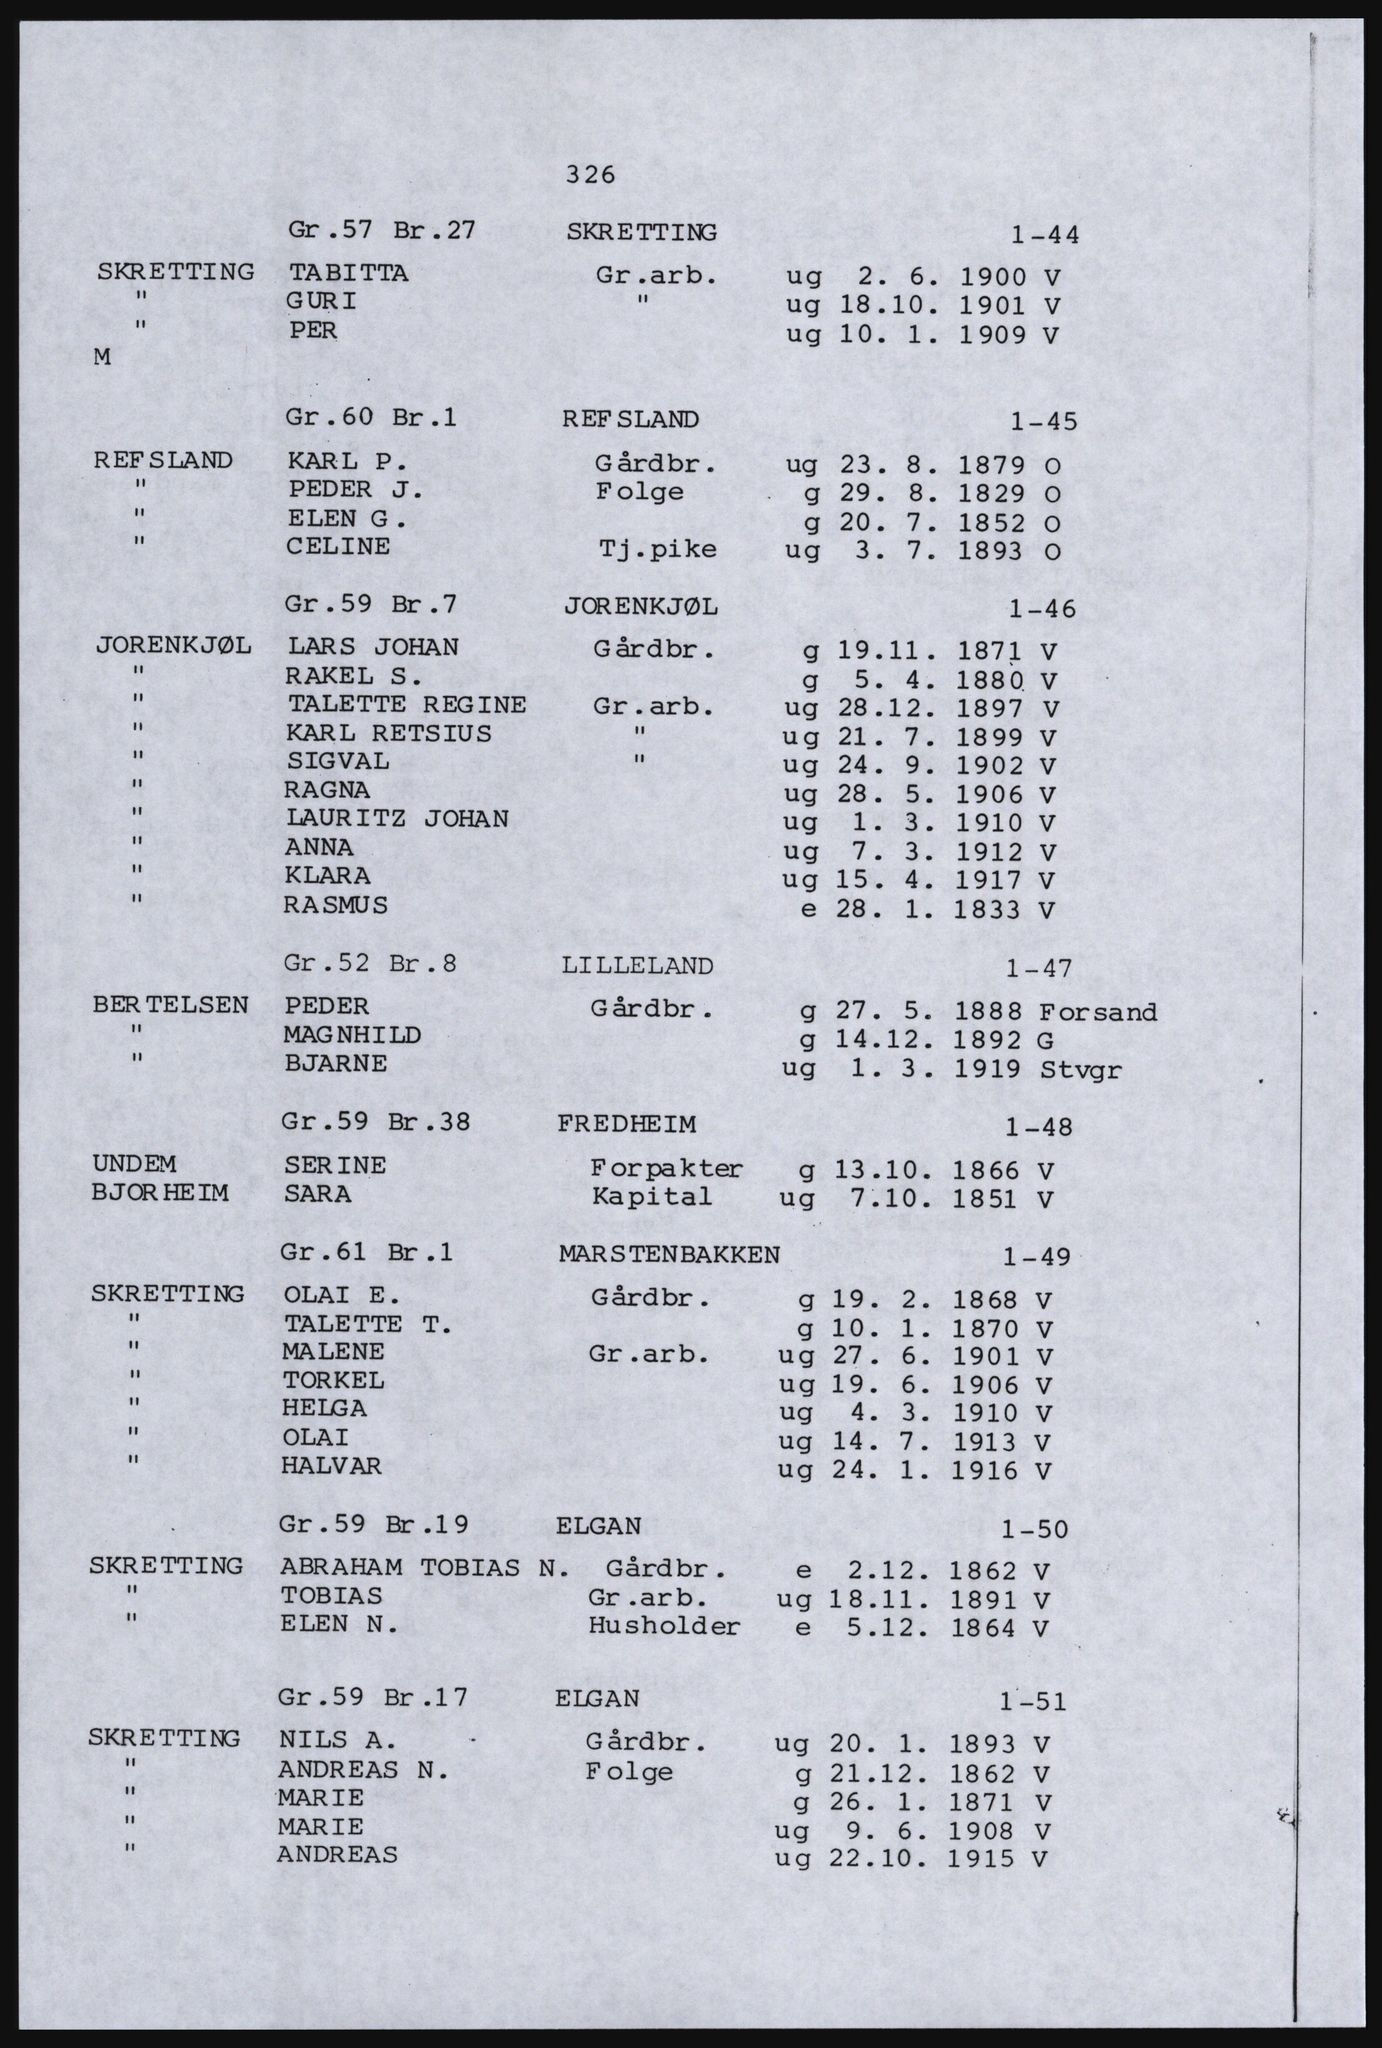 326
Gr.57 Br.27 SKRETTING 1-44
SKRETTING TABITTA Gr.arb. ug 2. 6. 1900 V
" GURI " ug 18.10. 1901 V
" PER ug 10. 1. 1909 V
M
Gr.60 Br.1 REFSLAND 1-45
REFSLAND KARL P. Gårdbr. ug 23. 8. 1879 O
" PEDER J. Folge g 29. 8. 1829 O
" ELEN G. g 20. 7. 1852 O
" CELINE Tj.pike ug 3. 7. 1893 O
Gr.59 Br.7 JORENKJØL 1-46
JORENKJØL LARS JOHAN Gårdbr. g 19.11. 1871 V
" RAKEL S. g 5. 4. 1880 V
" TALETTE REGINE Gr.arb. ug 28.12. 1897 V
" KARL RETSIUS " ug 21. 7. 1899 V
" SIGVAL " ug 24. 9. 1902 V
" RAGNA ug 28. 5. 1906 V
" LAURITZ JOHAN ug 1. 3. 1910 V
" ANNA ug 7. 3. 1912 V
" KLARA ug 15. 4. 1917 V
" RASMUS e 28. 1. 1833 V
Gr.52 Br.8 LILLELAND 1-47
BERTELSEN PEDER Gårdbr. g 27. 5. 1888 Forsand
" MAGNHILD g 14.12. 1892 G
" BJARNE ug 1. 3. 1919 Stvgr
Gr.59 Br.38 FREDHEIM 1-48
UNDEM SERINE Forpakter g 13.10. 1866 V
BJORHEIM SARA Kapital ug 7.10. 1851 V
Gr.61 Br.1 MARSTENBAKKEN 1-49
SKRETTING OLAI E. Gårdbr. g 19. 2. 1868 V
" TALETTE T. g 10. 1. 1870 V
" MALENE Gr.arb. ug 27. 6. 1901 V
" TORKEL ug 19. 6. 1906 V
" HELGA ug 4. 3. 1910 V
" OLAI ug 14. 7. 1913 V
" HALVAR ug 24. 1. 1916 V
Gr.59 Br.19 ELGAN 1-50
SKRETTING ABRAHAM TOBIAS N. Gårdbr. e 2.12. 1862 V
" TOBIAS Gr.arb. ug 18.11. 1891 V
" ELEN N. Husholder e 5.12. 1864 V
Gr.59 Br.17 ELGAN 1-51
SKRETTING NILS A. Gårdbr. ug 20. 1. 1893 V
" ANDREAS N. Folge g 21.12. 1862 V
" MARIE g 26. 1. 1871 V
" MARIE ug 9. 6. 1908 V
" ANDREAS ug 22.10. 1915 V